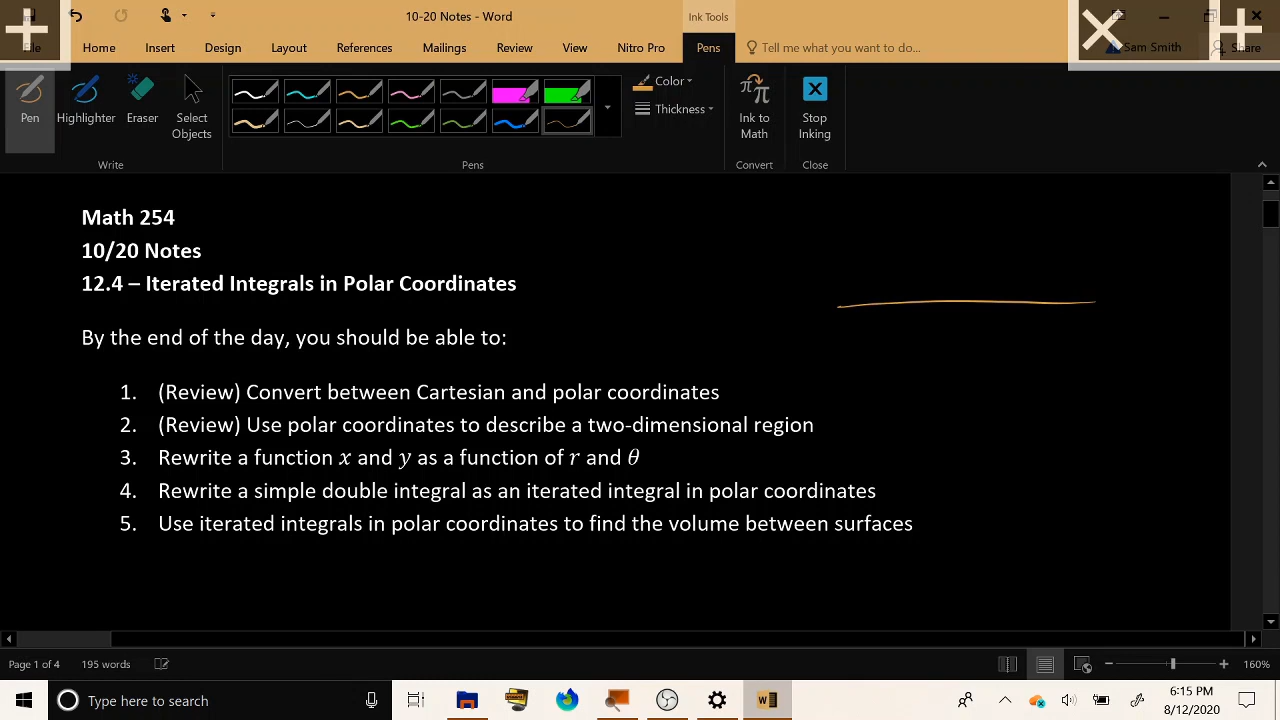 10-20 Notes - Word
Ink Tools
File Home Insert Design Layout References Mailings Review View Nitro Pro Pens Tell me what you want to do... Sam Smith Share
Pen Highlighter Eraser Select Objects
Color
Thickness
Ink to Math
Stop Inking
Write Pens Convert Close
Math 254
10/20 Notes
12.4 – Iterated Integrals in Polar Coordinates
By the end of the day, you should be able to:
1. (Review) Convert between Cartesian and polar coordinates
2. (Review) Use polar coordinates to describe a two-dimensional region
3. Rewrite a function x and y as a function of r and θ
4. Rewrite a simple double integral as an iterated integral in polar coordinates
5. Use iterated integrals in polar coordinates to find the volume between surfaces
Page 1 of 4 195 words 160%
Type here to search
6:15 PM
8/12/2020